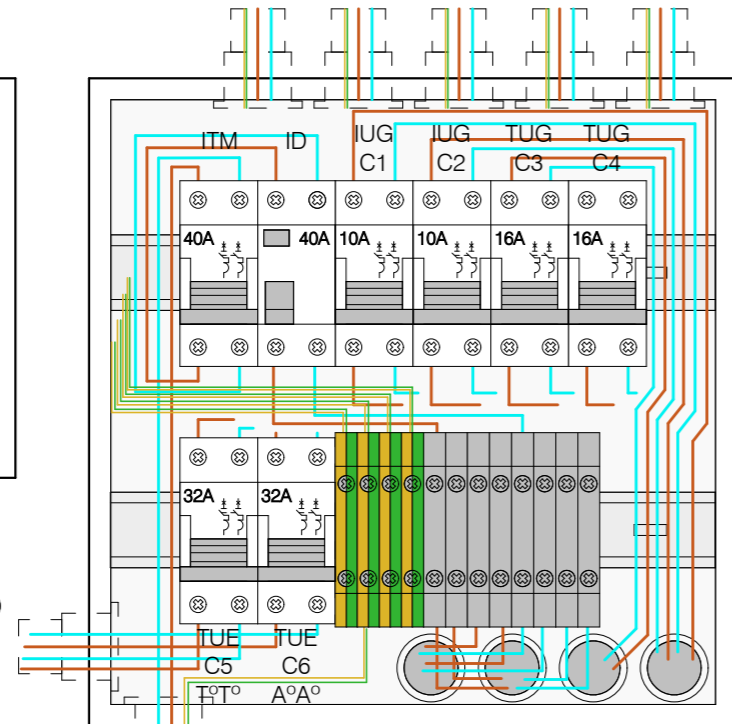 ITM ID IUG IUG TUG TUG
C1 C2 C3 C4
40A 40A 10A 10A 16A 16A
32A 32A
TUE TUE
C5 C6
T°T° A°A°